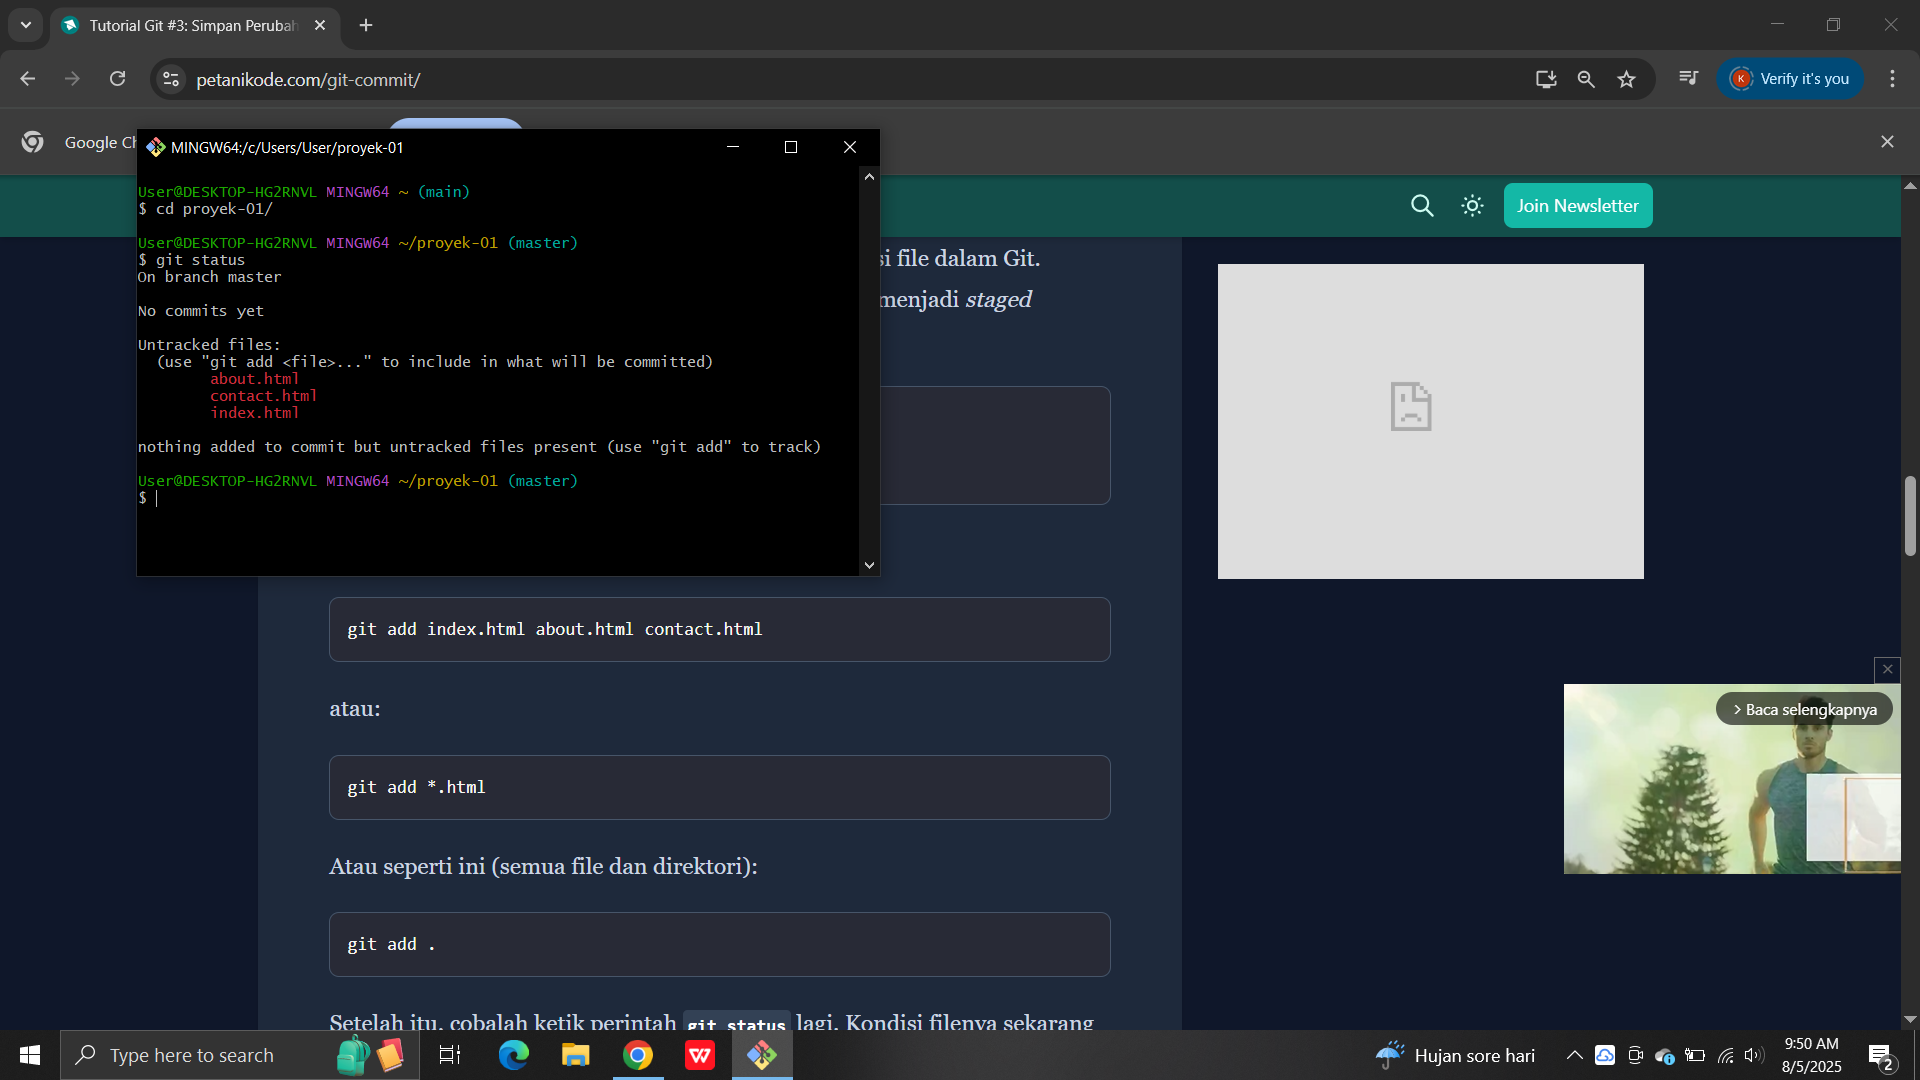 Tutorial Git #3: Simpan Perubah
petanikode.com/git-commit/
Verify it's you
K
Google Ch
MINGW64:/c/Users/User/proyek-01
User@DESKTOP-HG2RNVL MINGW64 ~ (main)
$ cd proyek-01/
User@DESKTOP-HG2RNVL MINGW64 ~/proyek-01 (master)
$ git status
On branch master
No commits yet
Untracked files:
(use "git add <file>..." to include in what will be committed)
about.html
contact.html
index.html
nothing added to commit but untracked files present (use "git add" to track)
User@DESKTOP-HG2RNVL MINGW64 ~/proyek-01 (master)
$
Join Newsletter
si file dalam Git.
menjadi staged
git add index.html about.html contact.html
atau:
git add *.html
Atau seperti ini (semua file dan direktori):
git add .
Setelah itu, cobalah ketik perintah git status lagi. Kondisi filenya sekarang
> Baca selengkapnya
Type here to search
W
Hujan sore hari
9:50 AM
8/5/2025
2